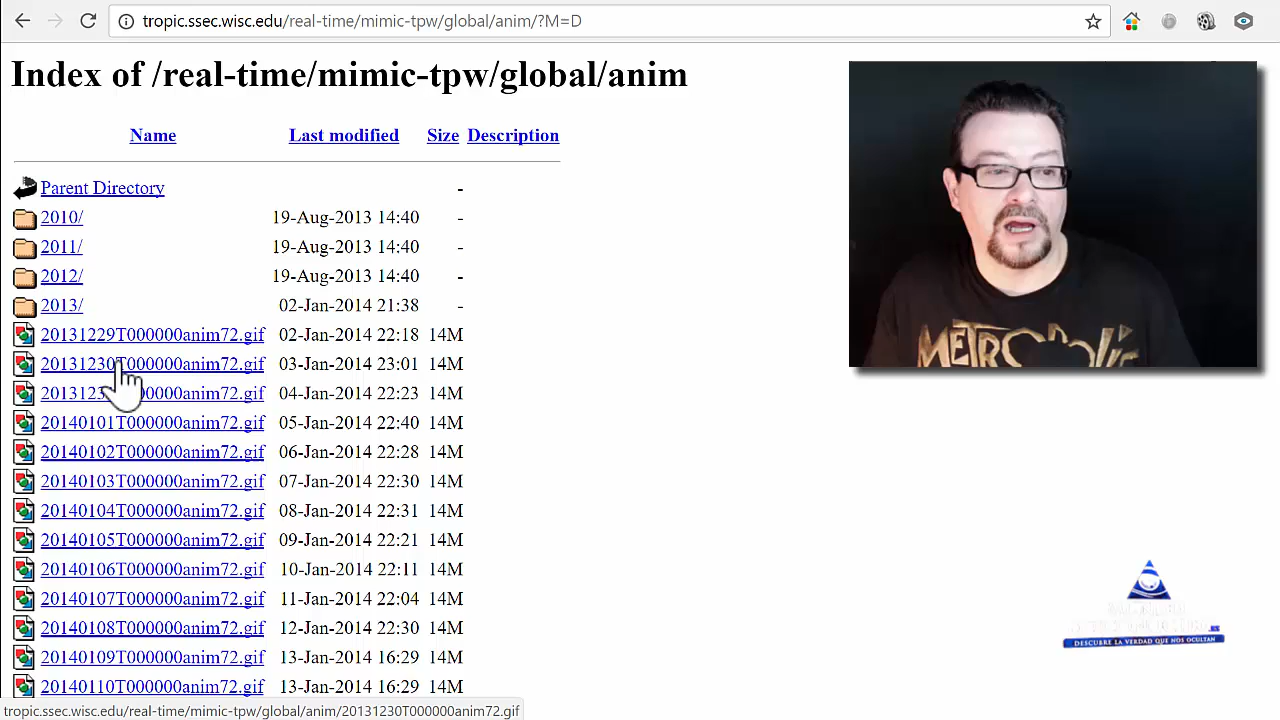 tropic.ssec.wisc.edu/real-time/mimic-tpw/global/anim/?M=D
Index of /real-time/mimic-tpw/global/anim
Name Last modified Size Description
Parent Directory -
2010/ 19-Aug-2013 14:40 -
2011/ 19-Aug-2013 14:40 -
2012/ 19-Aug-2013 14:40 -
2013/ 02-Jan-2014 21:38 -
20131229T000000anim72.gif 02-Jan-2014 22:18 14M
20131230T000000anim72.gif 03-Jan-2014 23:01 14M
2013123 000000anim72.gif 04-Jan-2014 22:23 14M
20140101T000000anim72.gif 05-Jan-2014 22:40 14M
20140102T000000anim72.gif 06-Jan-2014 22:28 14M
20140103T000000anim72.gif 07-Jan-2014 22:30 14M
20140104T000000anim72.gif 08-Jan-2014 22:31 14M
20140105T000000anim72.gif 09-Jan-2014 22:21 14M
20140106T000000anim72.gif 10-Jan-2014 22:11 14M
20140107T000000anim72.gif 11-Jan-2014 22:04 14M
20140108T000000anim72.gif 12-Jan-2014 22:30 14M
20140109T000000anim72.gif 13-Jan-2014 16:29 14M
20140110T000000anim72.gif 13-Jan-2014 16:29 14M
tropic.ssec.wisc.edu/real-time/mimic-tpw/global/anim/20131230T000000anim72.gif
METROPOLIS
DESCUBRE LA VERDAD QUE NOS OCULTAN